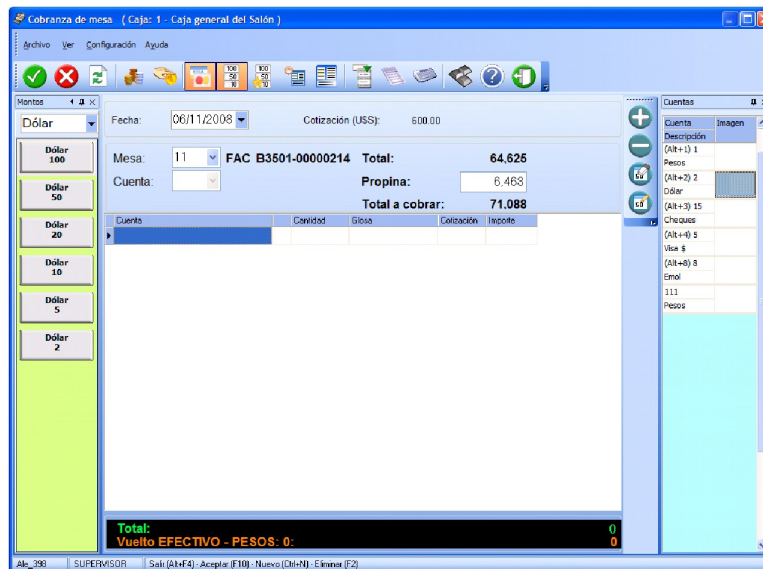 Cobranza de mesa ( Caja: 1 - Caja general del Salón )
Archivo Ver Configuración Ayuda
Montos
Dólar
Dólar 100
Dólar 50
Dólar 20
Dólar 10
Dólar 5
Dólar 2
Fecha: 06/11/2008 Cotización (U$S): 600.00
Mesa: 11 FAC B3501-00000214 Total: 64,625
Cuenta: Propina: 6,463
Total a cobrar: 71,088
Cuenta Cantidad Glosa Cotización Importe
Total: 0
Vuelto EFECTIVO - PESOS: 0: 0
Cuentas
Cuenta Imagen
Descripción
(Alt+1) 1
Pesos
(Alt+2) 2
Dólar
(Alt+3) 15
Cheques
(Alt+4) 5
Visa $
(Alt+8) 8
Emol
111
Pesos
Ale_398 SUPERVISOR Salir (Alt+F4) - Aceptar (F10) - Nuevo (Ctrl+N) - Eliminar (F2)